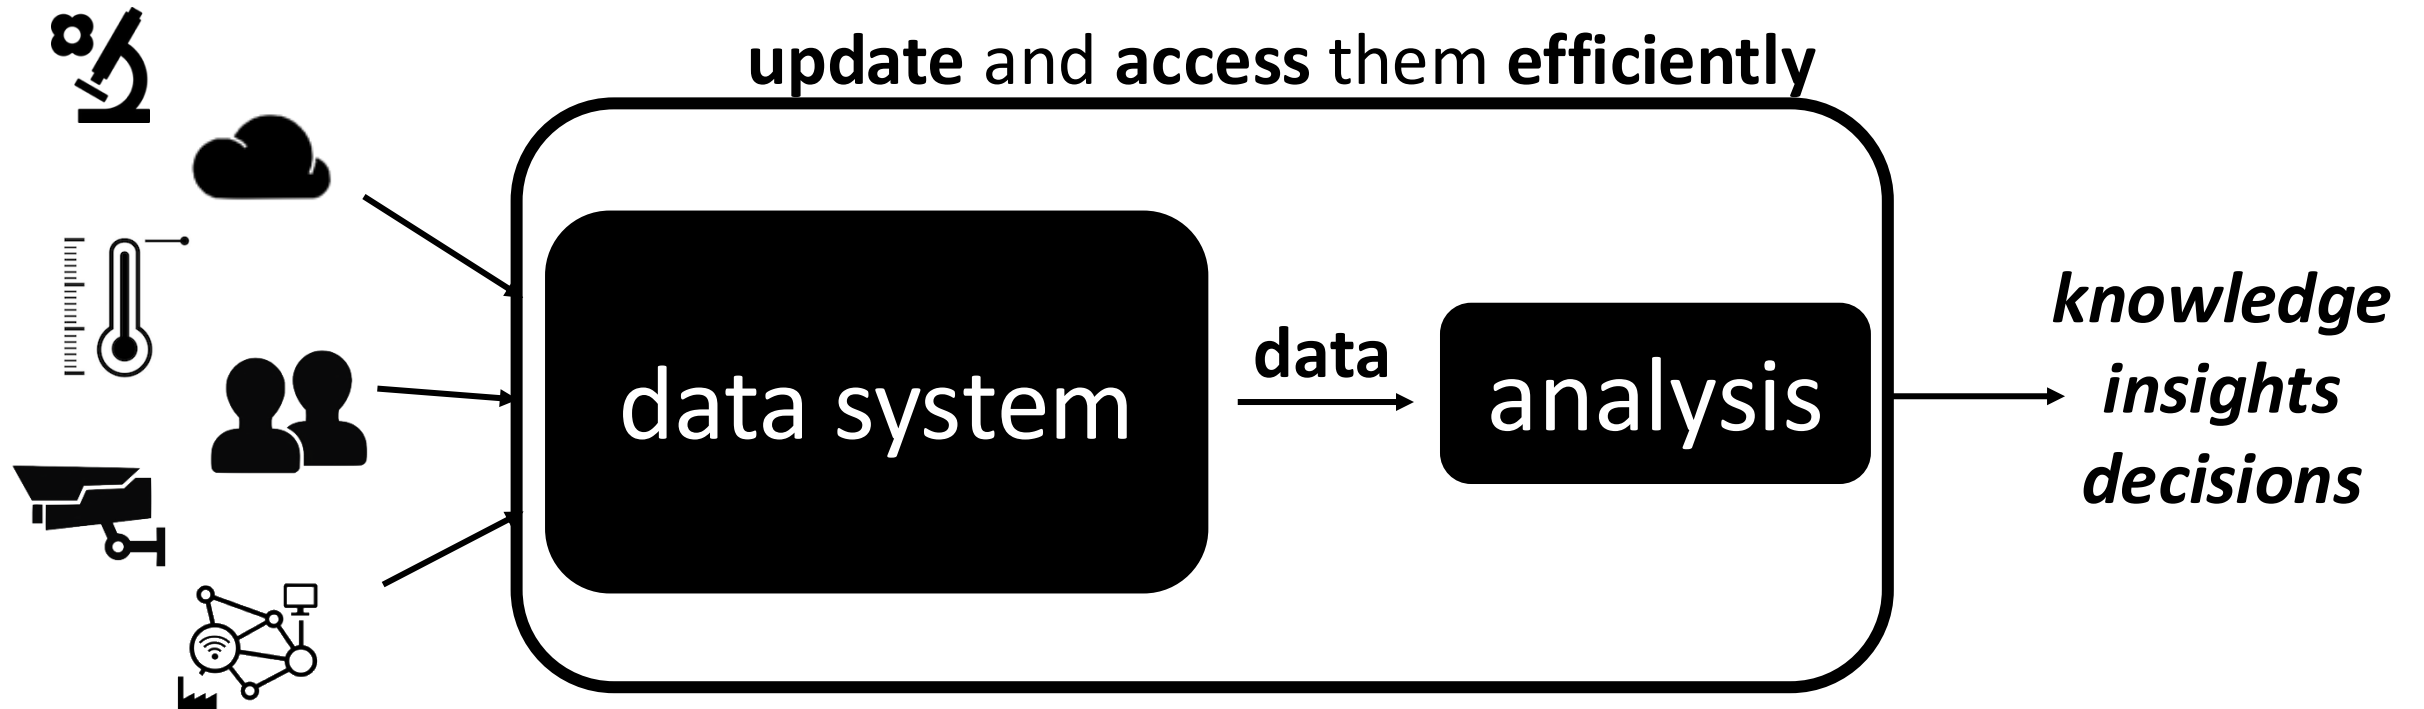 update and access them efficiently
data system
data
analysis
knowledge
insights
decisions